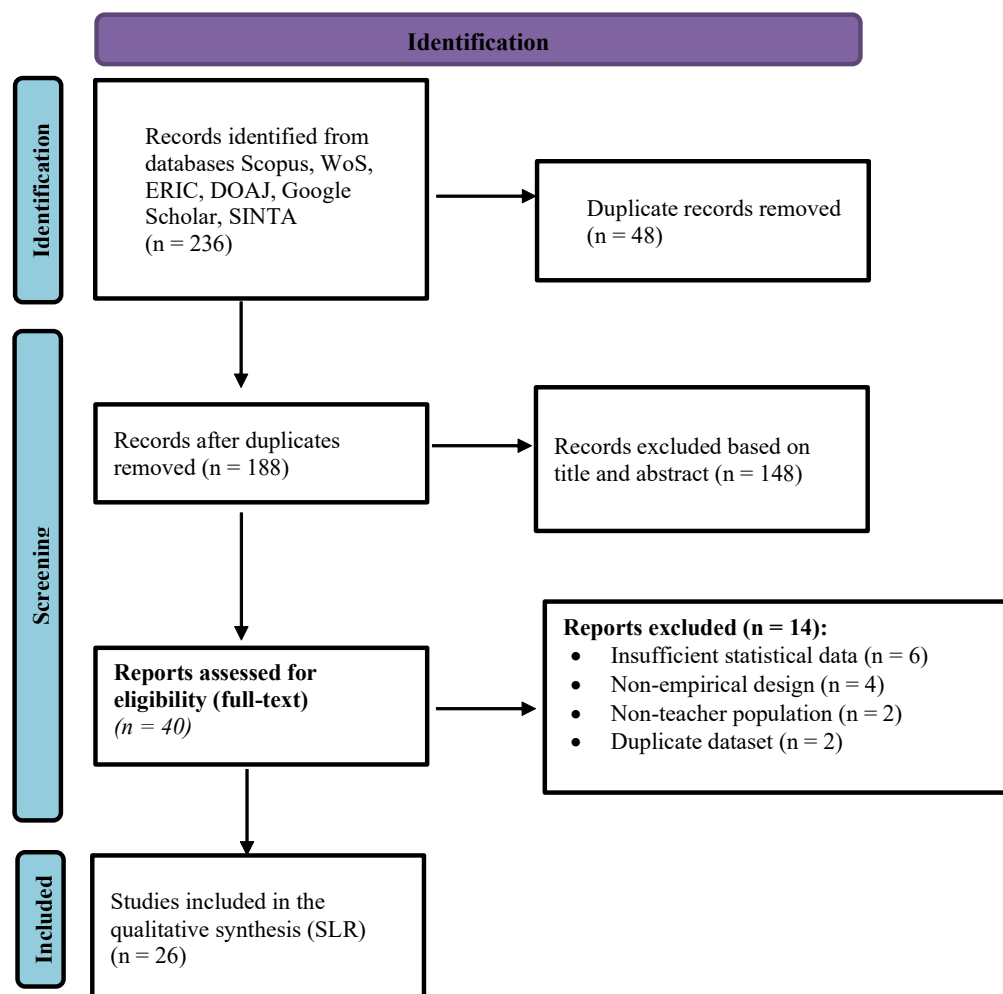 Identification
Identification
Records identified from
databases Scopus, WoS,
ERIC, DOAJ, Google
Scholar, SINTA
(n = 236)
Duplicate records removed
(n = 48)
Screening
Records after duplicates
removed (n = 188)
Records excluded based on
title and abstract (n = 148)
Reports assessed for
eligibility (full-text)
(n = 40)
Reports excluded (n = 14):
• Insufficient statistical data (n = 6)
• Non-empirical design (n = 4)
• Non-teacher population (n = 2)
• Duplicate dataset (n = 2)
Included
Studies included in the
qualitative synthesis (SLR)
(n = 26)